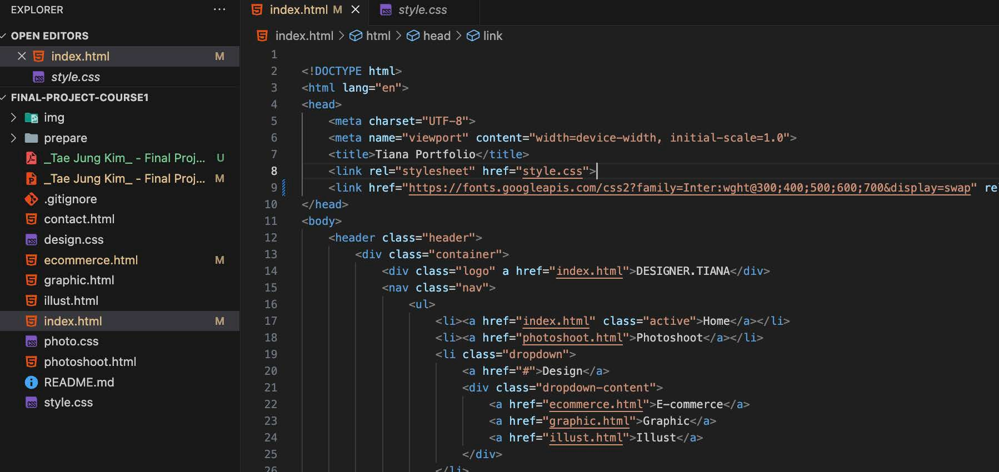 EXPLORER ...
OPEN EDITORS
index.html M
style.css
FINAL-PROJECT-COURSE1
img
prepare
_Tae Jung Kim_ - Final Proj... U
_Tae Jung Kim_ - Final Proj... M
.gitignore
contact.html
design.css
ecommerce.html M
graphic.html
illust.html
index.html M
photo.css
photoshoot.html
README.md
style.css
index.html M style.css
index.html > html > head > link
1
2 <!DOCTYPE html>
3 <html lang="en">
4 <head>
5 <meta charset="UTF-8">
6 <meta name="viewport" content="width=device-width, initial-scale=1.0">
7 <title>Tiana Portfolio</title>
8 <link rel="stylesheet" href="style.css">
9 <link href="https://fonts.googleapis.com/css2?family=Inter:wght@300;400;500;600;700&display=swap" re
10 </head>
11 <body>
12 <header class="header">
13 <div class="container">
14 <div class="logo" a href="index.html">DESIGNER.TIANA</div>
15 <nav class="nav">
16 <ul>
17 <li><a href="index.html" class="active">Home</a></li>
18 <li><a href="photoshoot.html">Photoshoot</a></li>
19 <li class="dropdown">
20 <a href="#">Design</a>
21 <div class="dropdown-content">
22 <a href="ecommerce.html">E-commerce</a>
23 <a href="graphic.html">Graphic</a>
24 <a href="illust.html">Illust</a>
25 </div>
26 </li>